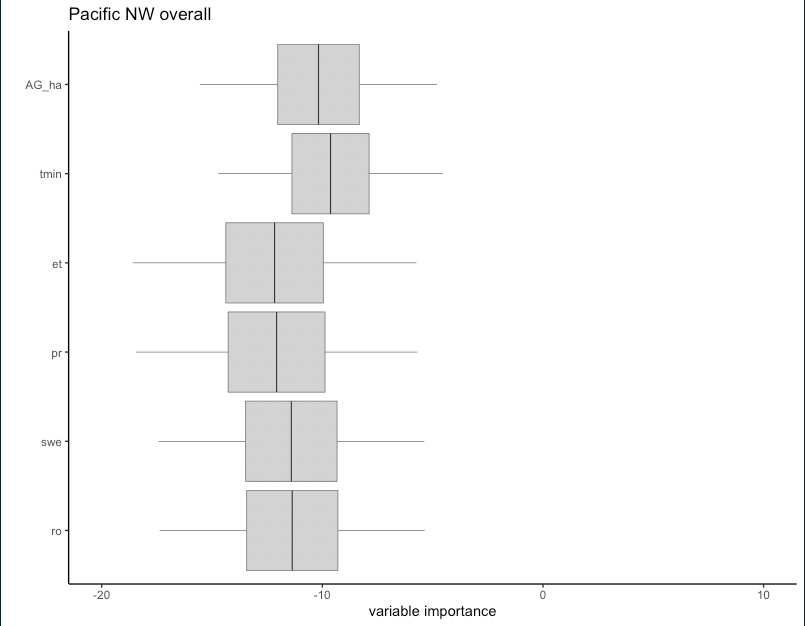 Pacific NW overall
AG_ha
tmin
et
pr
swe
ro
-20 -10 0 10
variable importance